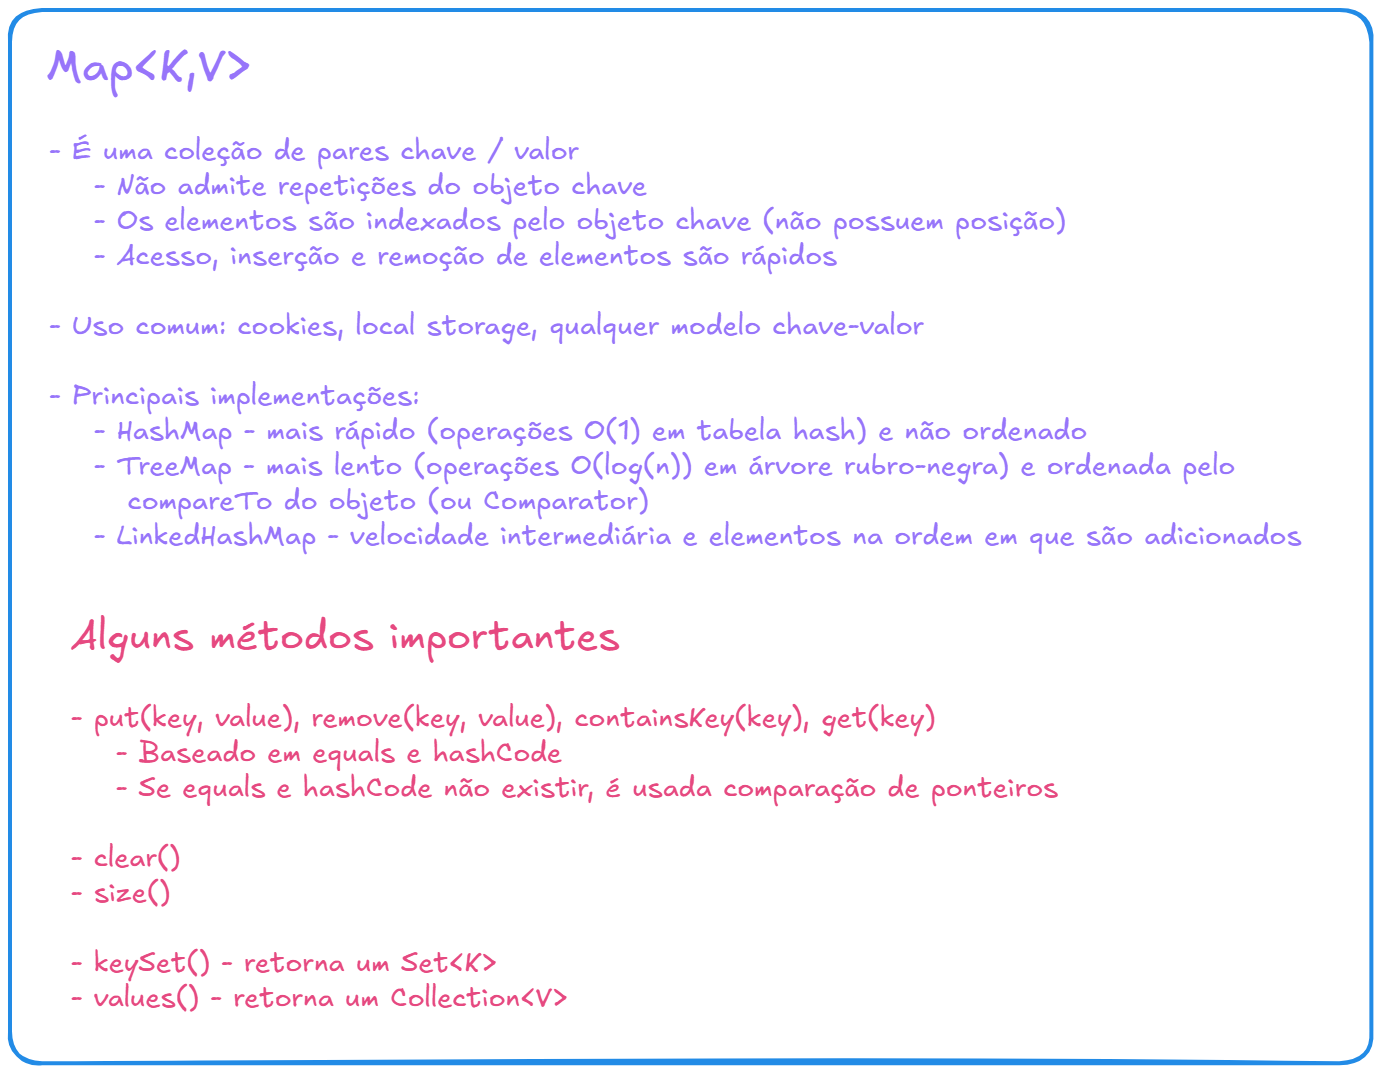 Map<K,V>
- É uma coleção de pares chave / valor
- Não admite repetições do objeto chave
- Os elementos são indexados pelo objeto chave (não possuem posição)
- Acesso, inserção e remoção de elementos são rápidos
- Uso comum: cookies, local storage, qualquer modelo chave-valor
- Principais implementações:
- HashMap - mais rápido (operações O(1) em tabela hash) e não ordenado
- TreeMap - mais lento (operações O(log(n)) em árvore rubro-negra) e ordenada pelo
compareTo do objeto (ou Comparator)
- LinkedHashMap - velocidade intermediária e elementos na ordem em que são adicionados
Alguns métodos importantes
- put(key, value), remove(key, value), containsKey(key), get(key)
- Baseado em equals e hashCode
- Se equals e hashCode não existir, é usada comparação de ponteiros
- clear()
- size()
- keySet() - retorna um Set<K>
- values() - retorna um Collection<V>